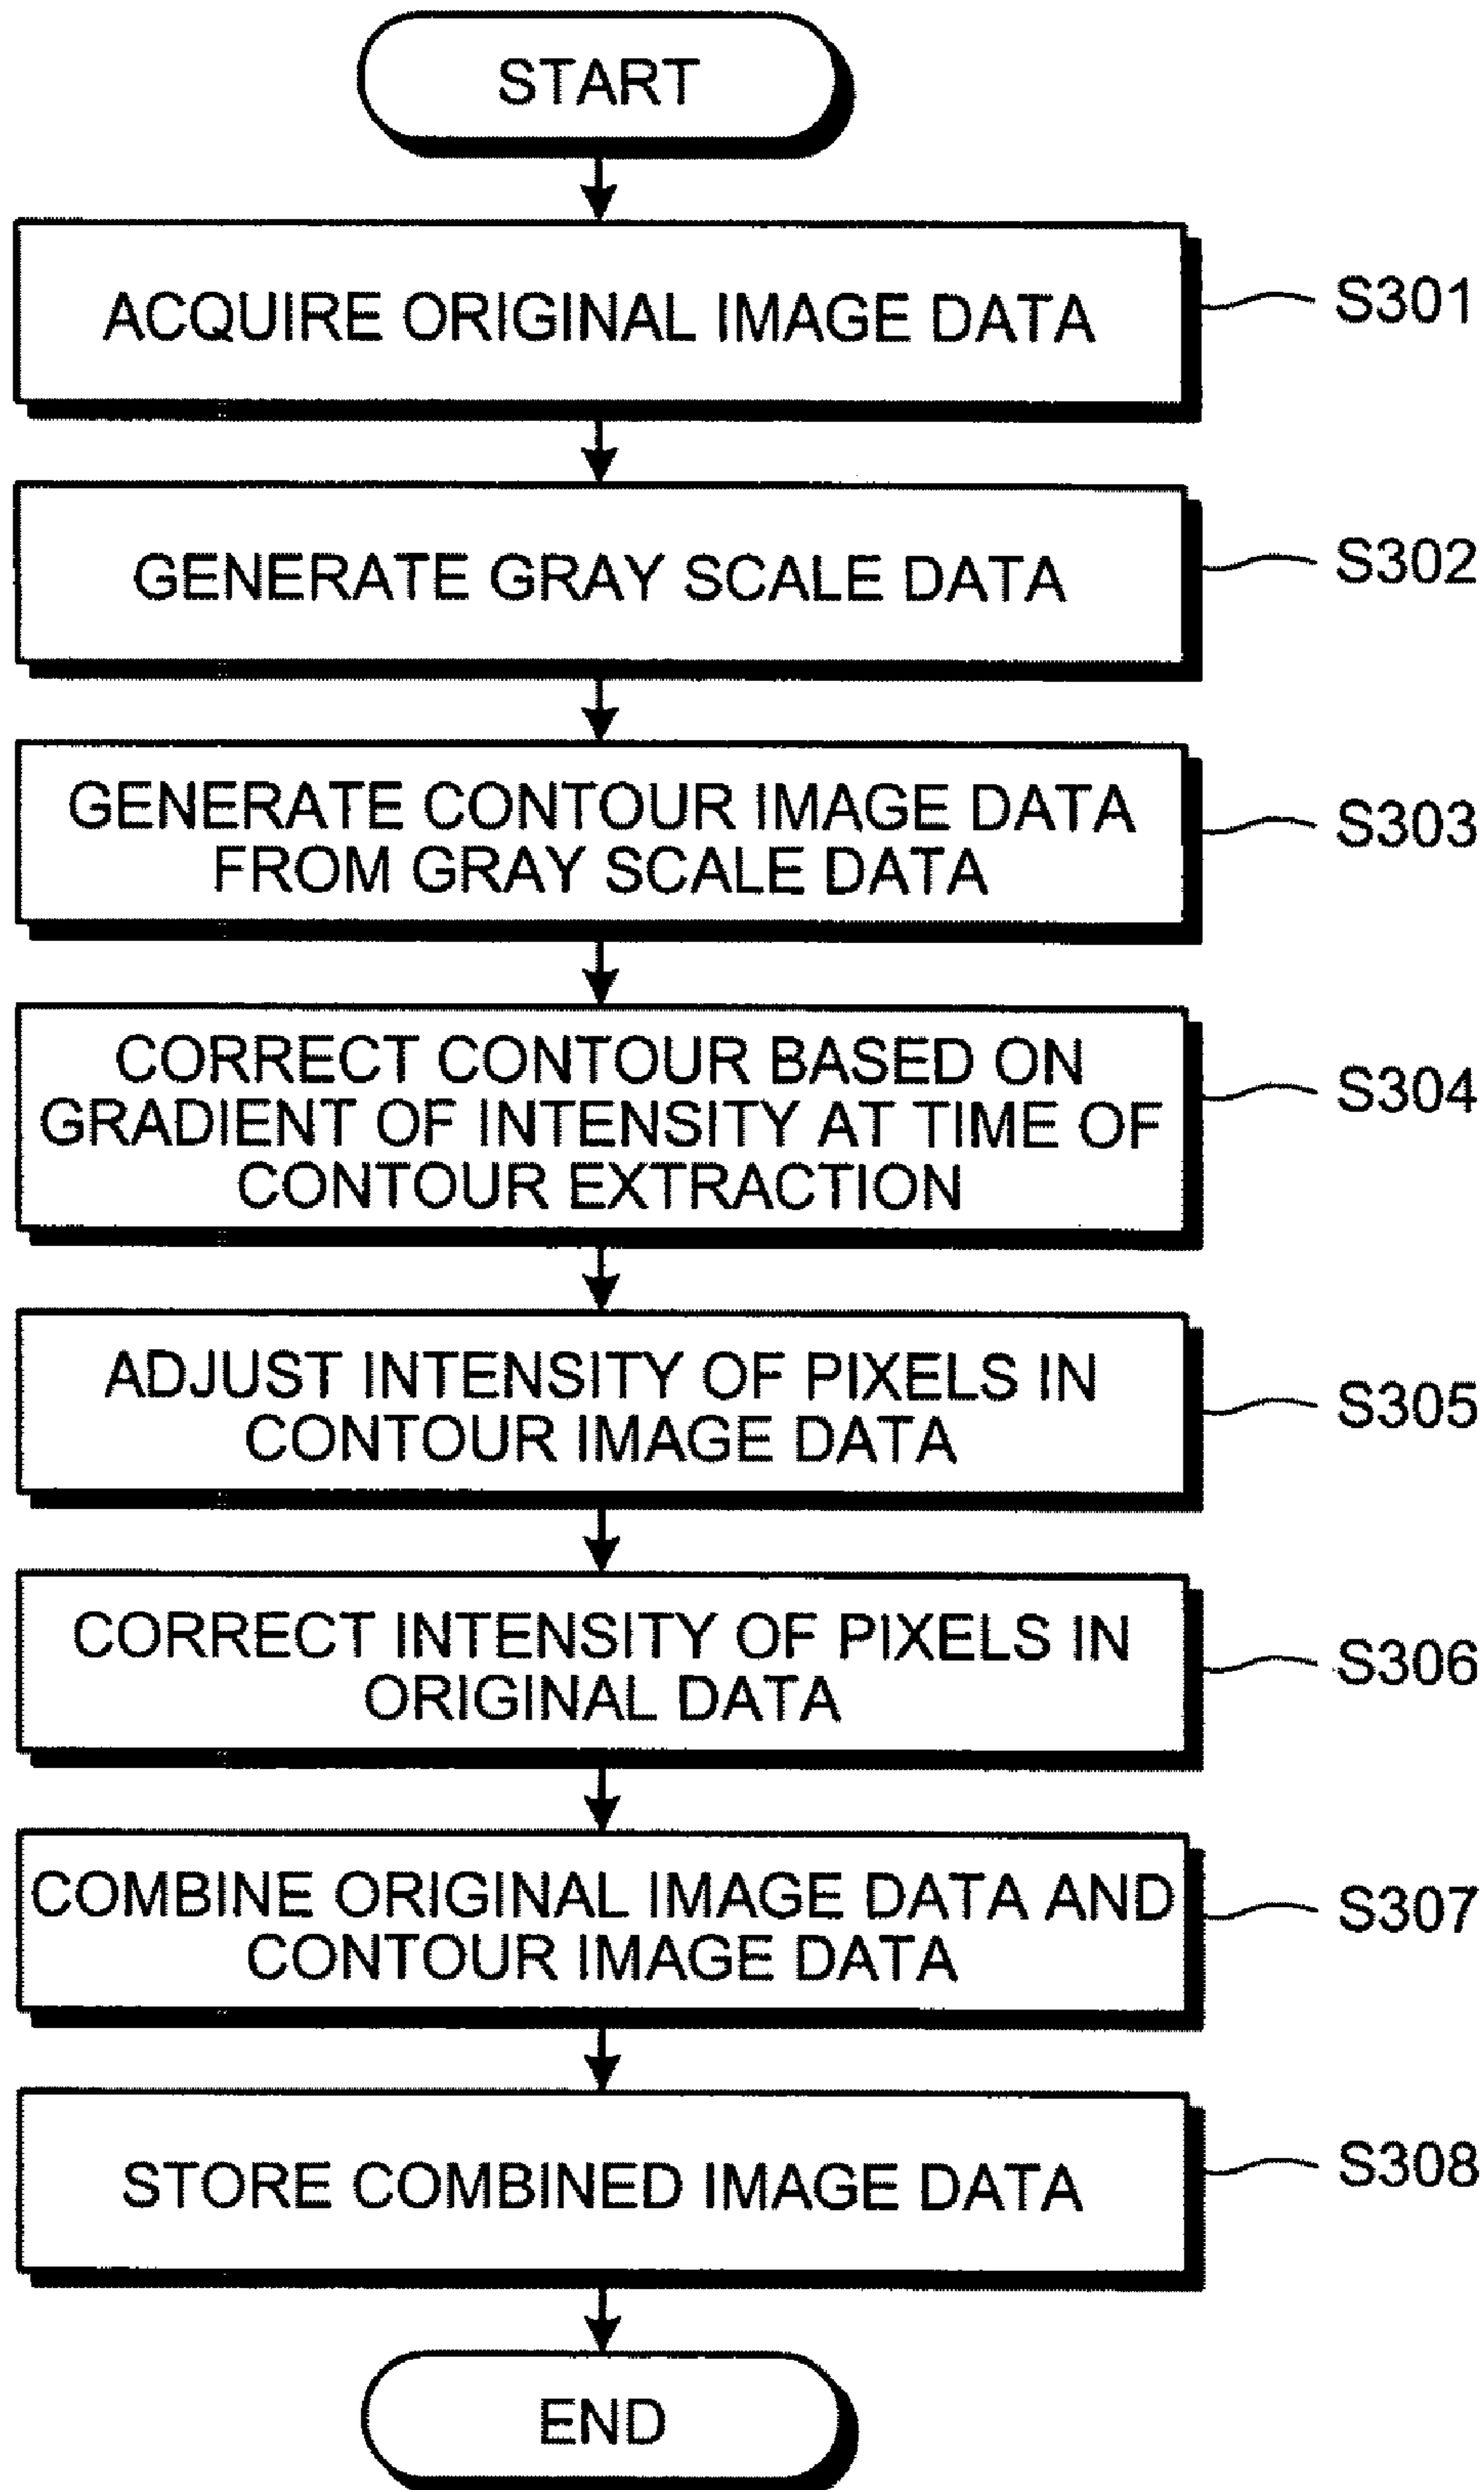 START
ACQUIRE ORIGINAL IMAGE DATA
S301
GENERATE GRAY SCALE DATA
S302
GENERATE CONTOUR IMAGE DATA
FROM GRAY SCALE DATA
S303
CORRECT CONTOUR BASED ON
GRADIENT OF INTENSITY AT TIME OF
CONTOUR EXTRACTION
S304
ADJUST INTENSITY OF PIXELS IN
CONTOUR IMAGE DATA
S305
CORRECT INTENSITY OF PIXELS IN
ORIGINAL DATA
S306
COMBINE ORIGINAL IMAGE DATA AND
CONTOUR IMAGE DATA
S307
STORE COMBINED IMAGE DATA
S308
END